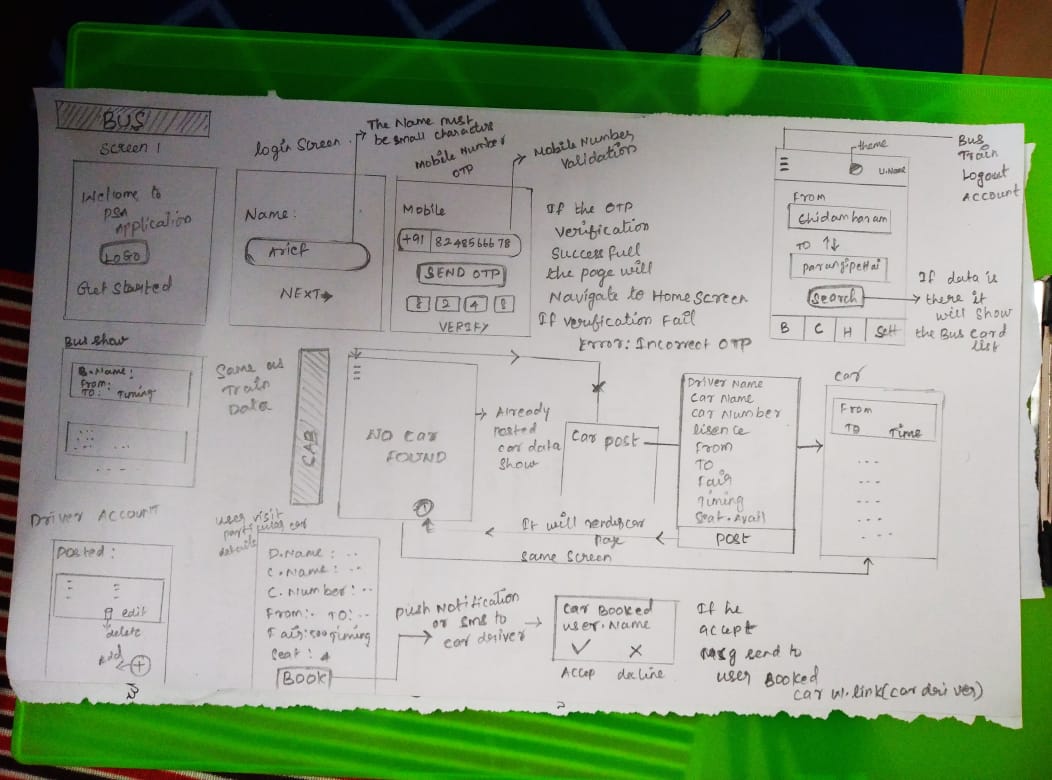 BUS
Screen 1
Welcome to
PSA
Application
LOGO
Get Started
login Screen
The Name must
be small characters
Name:
Arief
NEXT→
Mobile Number
OTP
Mobile Number
Validation
Mobile
+91 8248566678
SEND OTP
8 2 4 8
VERIFY
If the OTP
Verification
Success full
the page will
Navigate to Home Screen
If verification Fail
Error: Incorrect OTP
theme
U.Name
Bus
Train
Logout
Account
From
Chidambaram
TO ↑↓
parangipettai
Search
B C H Sett
If data is
there it
will show
the Bus Card
list
Bus show
B.Name:
From:
TO: Timing
Same as
Train
Data
CAR
NO Car
FOUND
Already
posted
car data
show
Car post
Driver Name
Car Name
Car Number
lisence
From
TO
Fair
Timing
Seat.Avail
POST
car
From
To Time
It will render car
page
Same Screen
Driver Account
Posted:
edit
delete
Add
user visit
particular car
details
D.Name: ..
C.Name: ..
C.Number: ..
From:. TO: ..
Fair:500 Timing
Seat: 4
BOOK
push Notification
or sms to
car driver
Car Booked
user.Name
✓ ×
Accep decline
If he
accept
Msg send to
user Booked
car w.link(car driver)